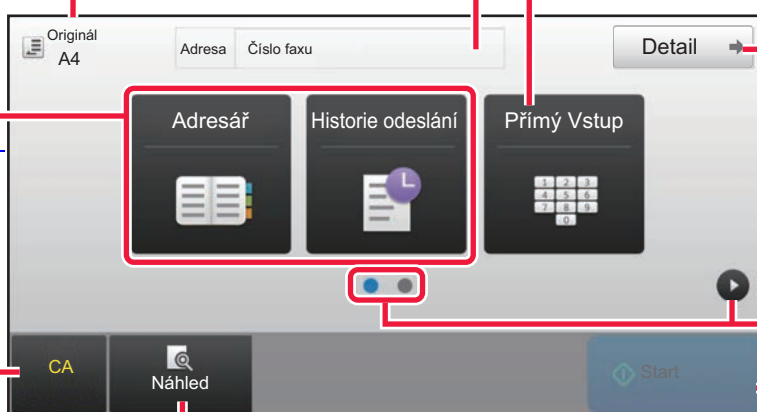 Originál
A4
Adresa
Číslo faxu
Detail
Adresář
Historie odeslání
Přímý Vstup
1 2 3
4 5 6
7 8 9
0
CA
Náhled
Start